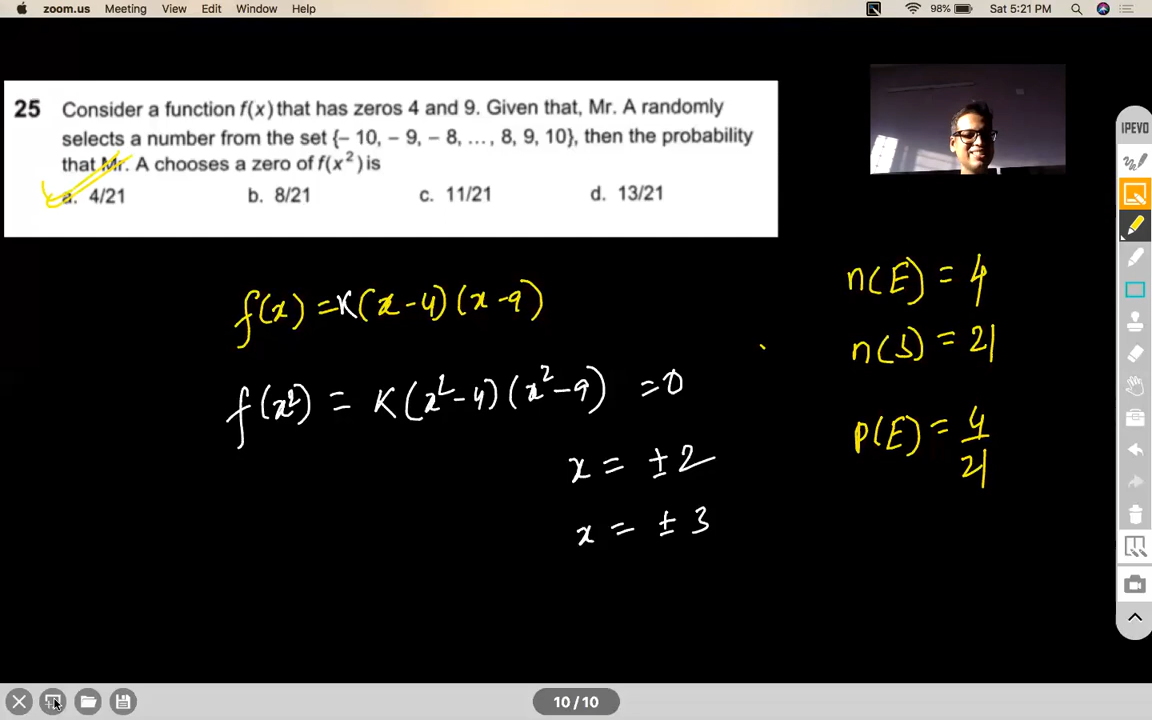 zoom.us Meeting View Edit Window Help 98% Sat 5:21 PM
25 Consider a function f(x) that has zeros 4 and 9. Given that, Mr. A randomly
selects a number from the set {– 10, – 9, – 8, ..., 8, 9, 10}, then the probability
that Mr. A chooses a zero of f(x²) is
a. 4/21 b. 8/21 c. 11/21 d. 13/21
IPEVO
f(x) = K(x-4)(x-9)
f(x²) = K(x²-4)(x²-9) = 0
x = ±2
x = ±3
n(E) = 4
n(S) = 21
P(E) = 4/21
10 / 10